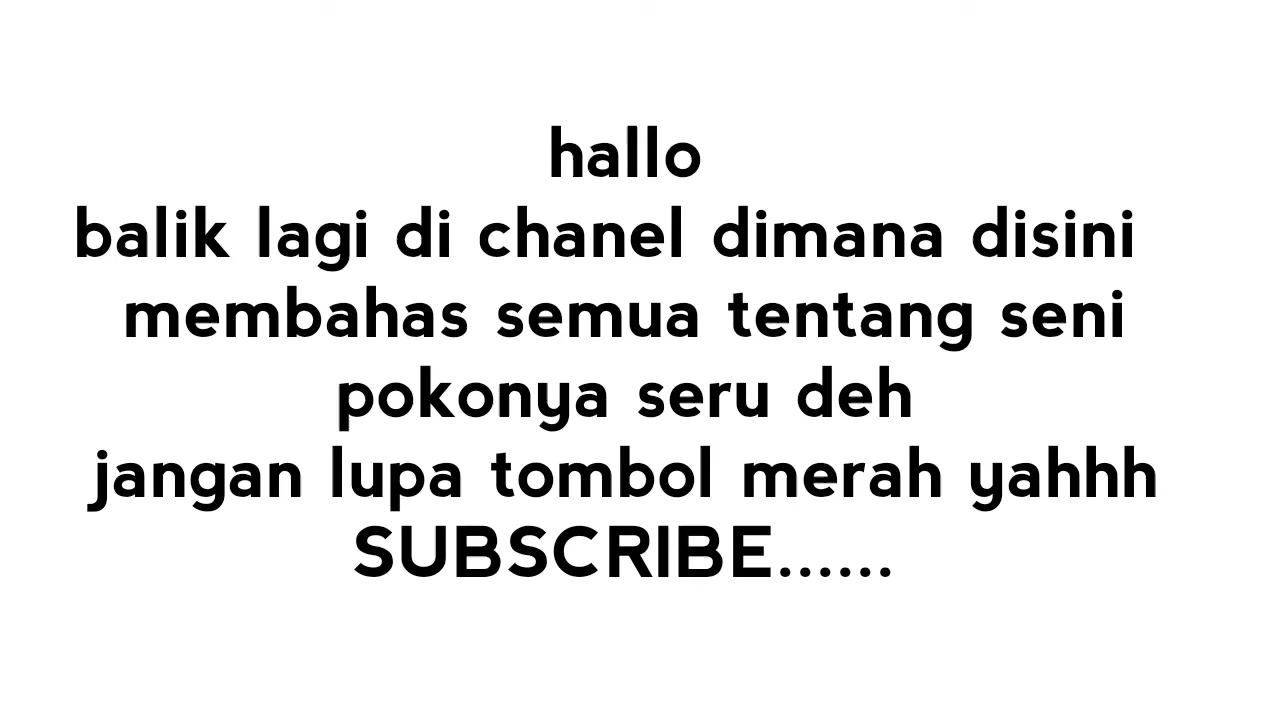 hallo
balik lagi di chanel dimana disini
membahas semua tentang seni
pokonya seru deh
jangan lupa tombol merah yahhh
SUBSCRIBE......